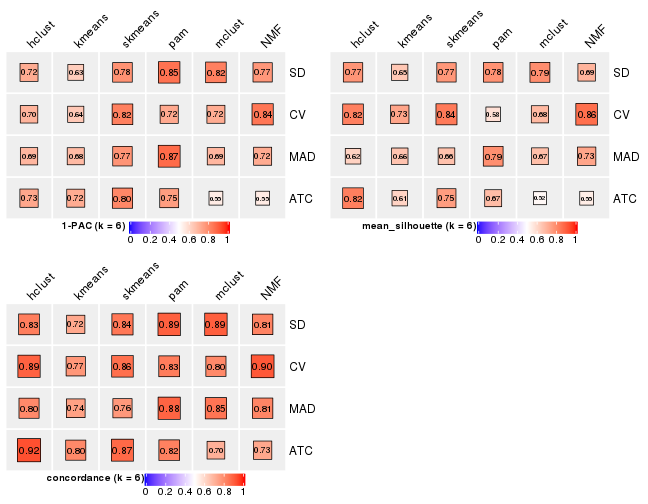 hclust kmeans skmeans pam mclust NMF
0.72 0.63 0.78 0.85 0.82 0.77 SD
0.70 0.64 0.82 0.72 0.72 0.84 CV
0.69 0.68 0.77 0.87 0.69 0.72 MAD
0.73 0.72 0.80 0.75 0.55 0.55 ATC
1-PAC (k = 6)
0 0.2 0.4 0.6 0.8 1
hclust kmeans skmeans pam mclust NMF
0.77 0.65 0.77 0.78 0.79 0.69 SD
0.82 0.73 0.84 0.58 0.68 0.86 CV
0.62 0.66 0.66 0.79 0.67 0.73 MAD
0.82 0.61 0.75 0.67 0.52 0.55 ATC
mean_silhouette (k = 6)
0 0.2 0.4 0.6 0.8 1
hclust kmeans skmeans pam mclust NMF
0.83 0.72 0.84 0.89 0.89 0.81 SD
0.89 0.77 0.86 0.83 0.80 0.90 CV
0.80 0.74 0.76 0.88 0.85 0.81 MAD
0.92 0.80 0.87 0.82 0.70 0.73 ATC
concordance (k = 6)
0 0.2 0.4 0.6 0.8 1